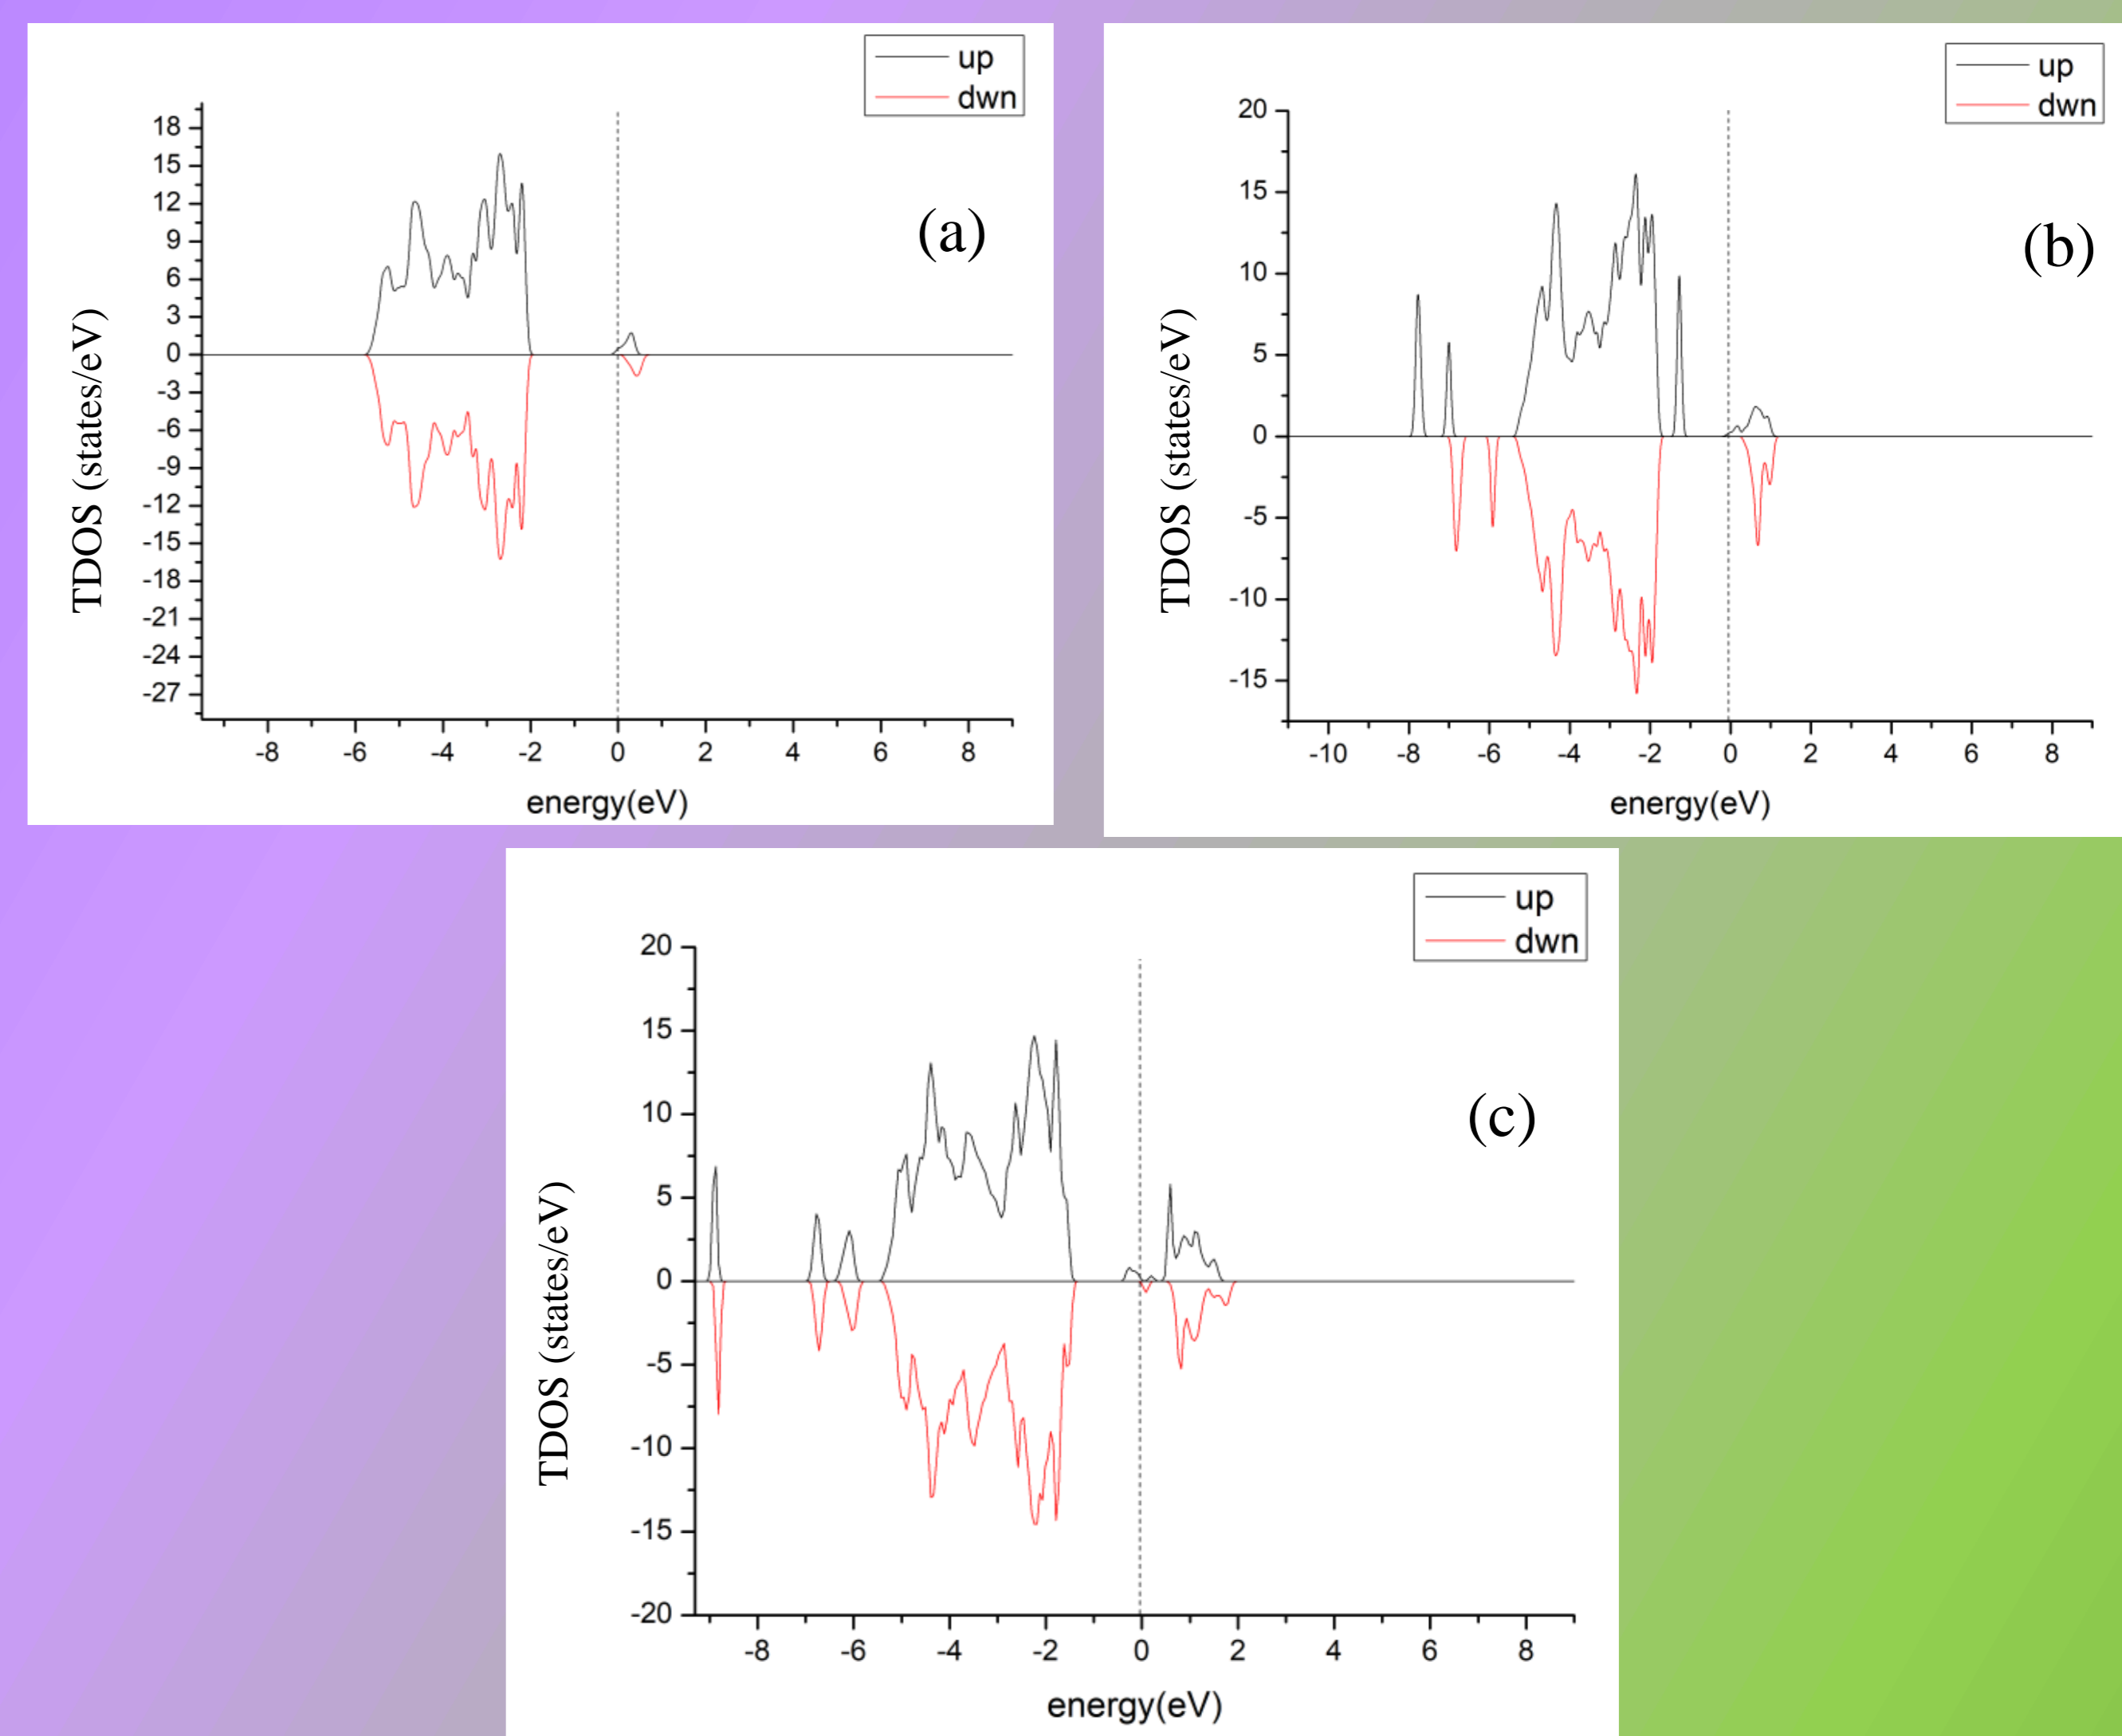 up
dwn
(a)
18
15
12
9
6
3
0
-3
-6
-9
-12
-15
-18
-21
-24
-27
TDOS (states/eV)
-8 -6 -4 -2 0 2 4 6 8
energy(eV)
up
dwn
(b)
20
15
10
5
0
-5
-10
-15
TDOS (states/eV)
-10 -8 -6 -4 -2 0 2 4 6 8
energy(eV)
up
dwn
(c)
20
15
10
5
0
-5
-10
-15
-20
TDOS (states/eV)
-8 -6 -4 -2 0 2 4 6 8
energy(eV)